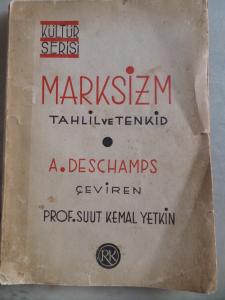 KÜLTÜR
SERİSİ
MARKSİZM
TAHLİL VE TENKİD
A. DESCHAMPS
ÇEVİREN
PROF. SUUT KEMAL YETKİN
RK